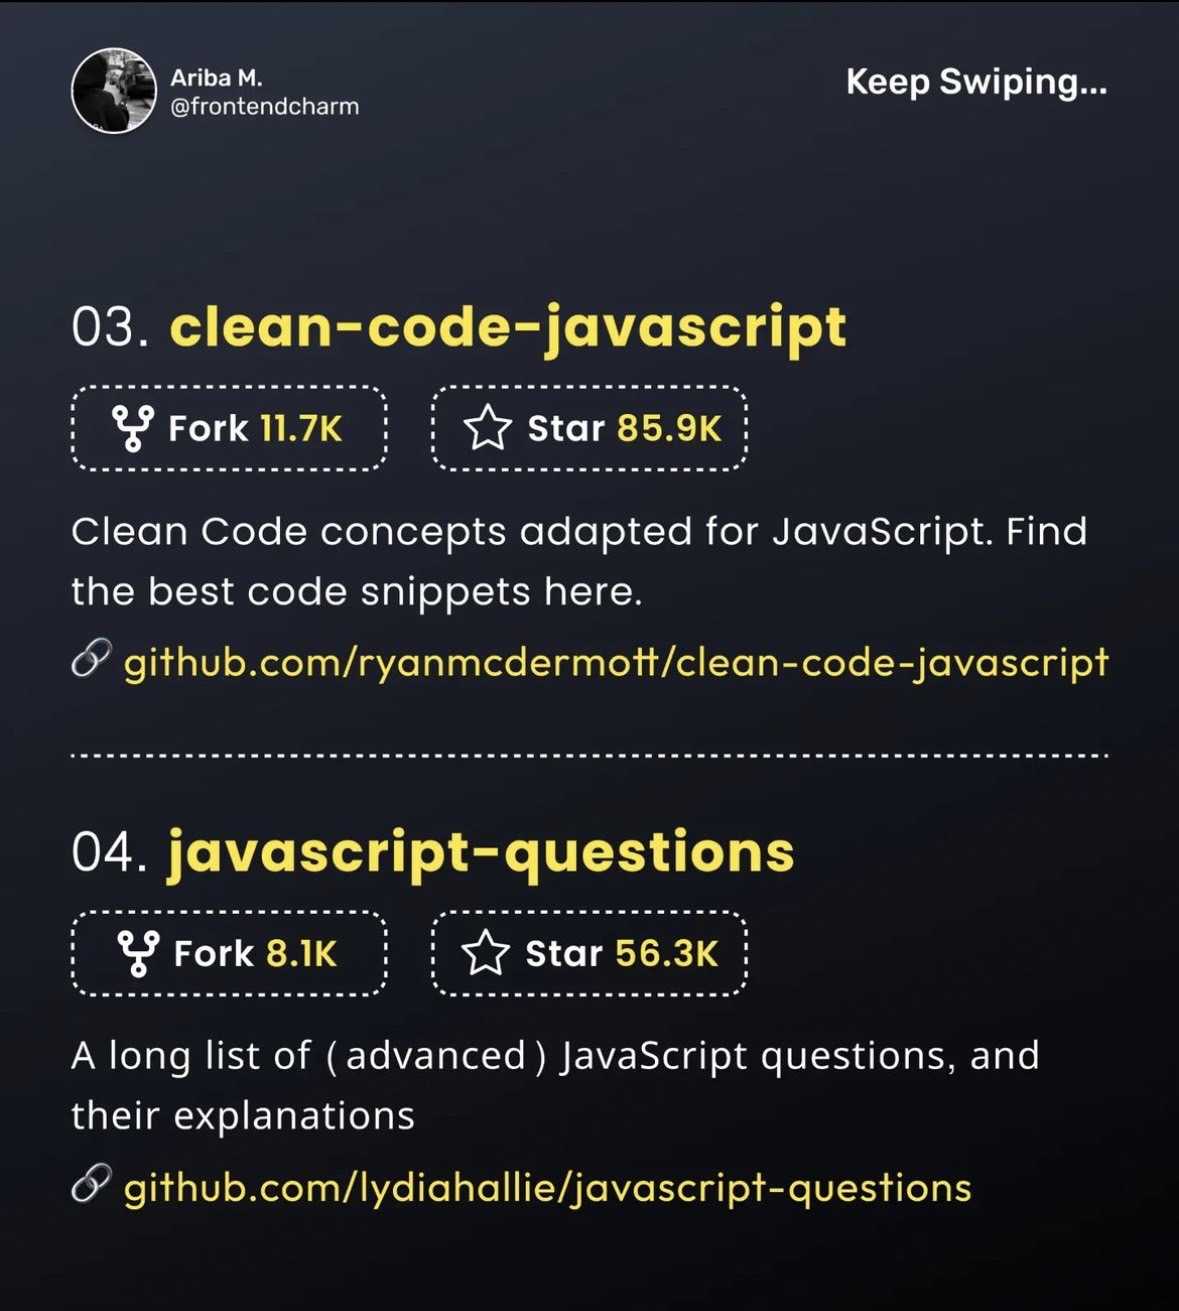 Ariba M.
@frontendcharm
Keep Swiping...
03. clean-code-javascript
Fork 11.7K
Star 85.9K
Clean Code concepts adapted for JavaScript. Find
the best code snippets here.
github.com/ryanmcdermott/clean-code-javascript
04. javascript-questions
Fork 8.1K
Star 56.3K
A long list of (advanced) JavaScript questions, and
their explanations
github.com/lydiahallie/javascript-questions